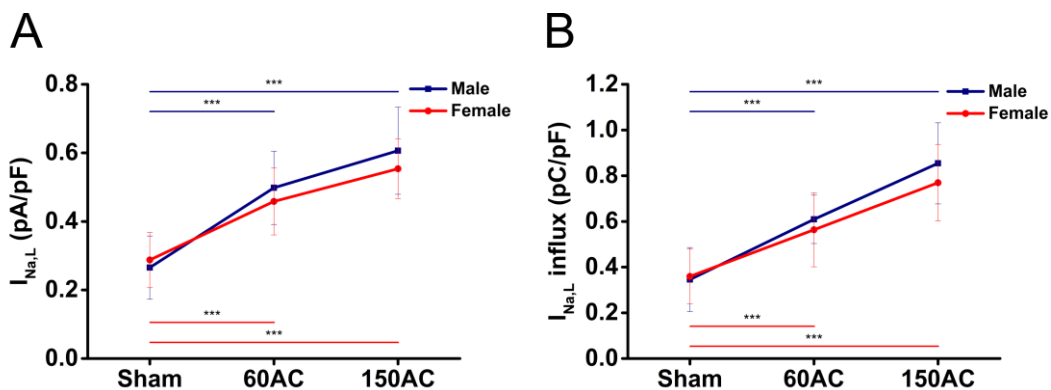 A
B
I_Na,L (pA/pF)
0.8
0.6
0.4
0.2
0.0
***
***
Male
Female
***
***
Sham 60AC 150AC
I_Na,L influx (pC/pF)
1.2
1.0
0.8
0.6
0.4
0.2
0.0
***
***
Male
Female
***
***
Sham 60AC 150AC